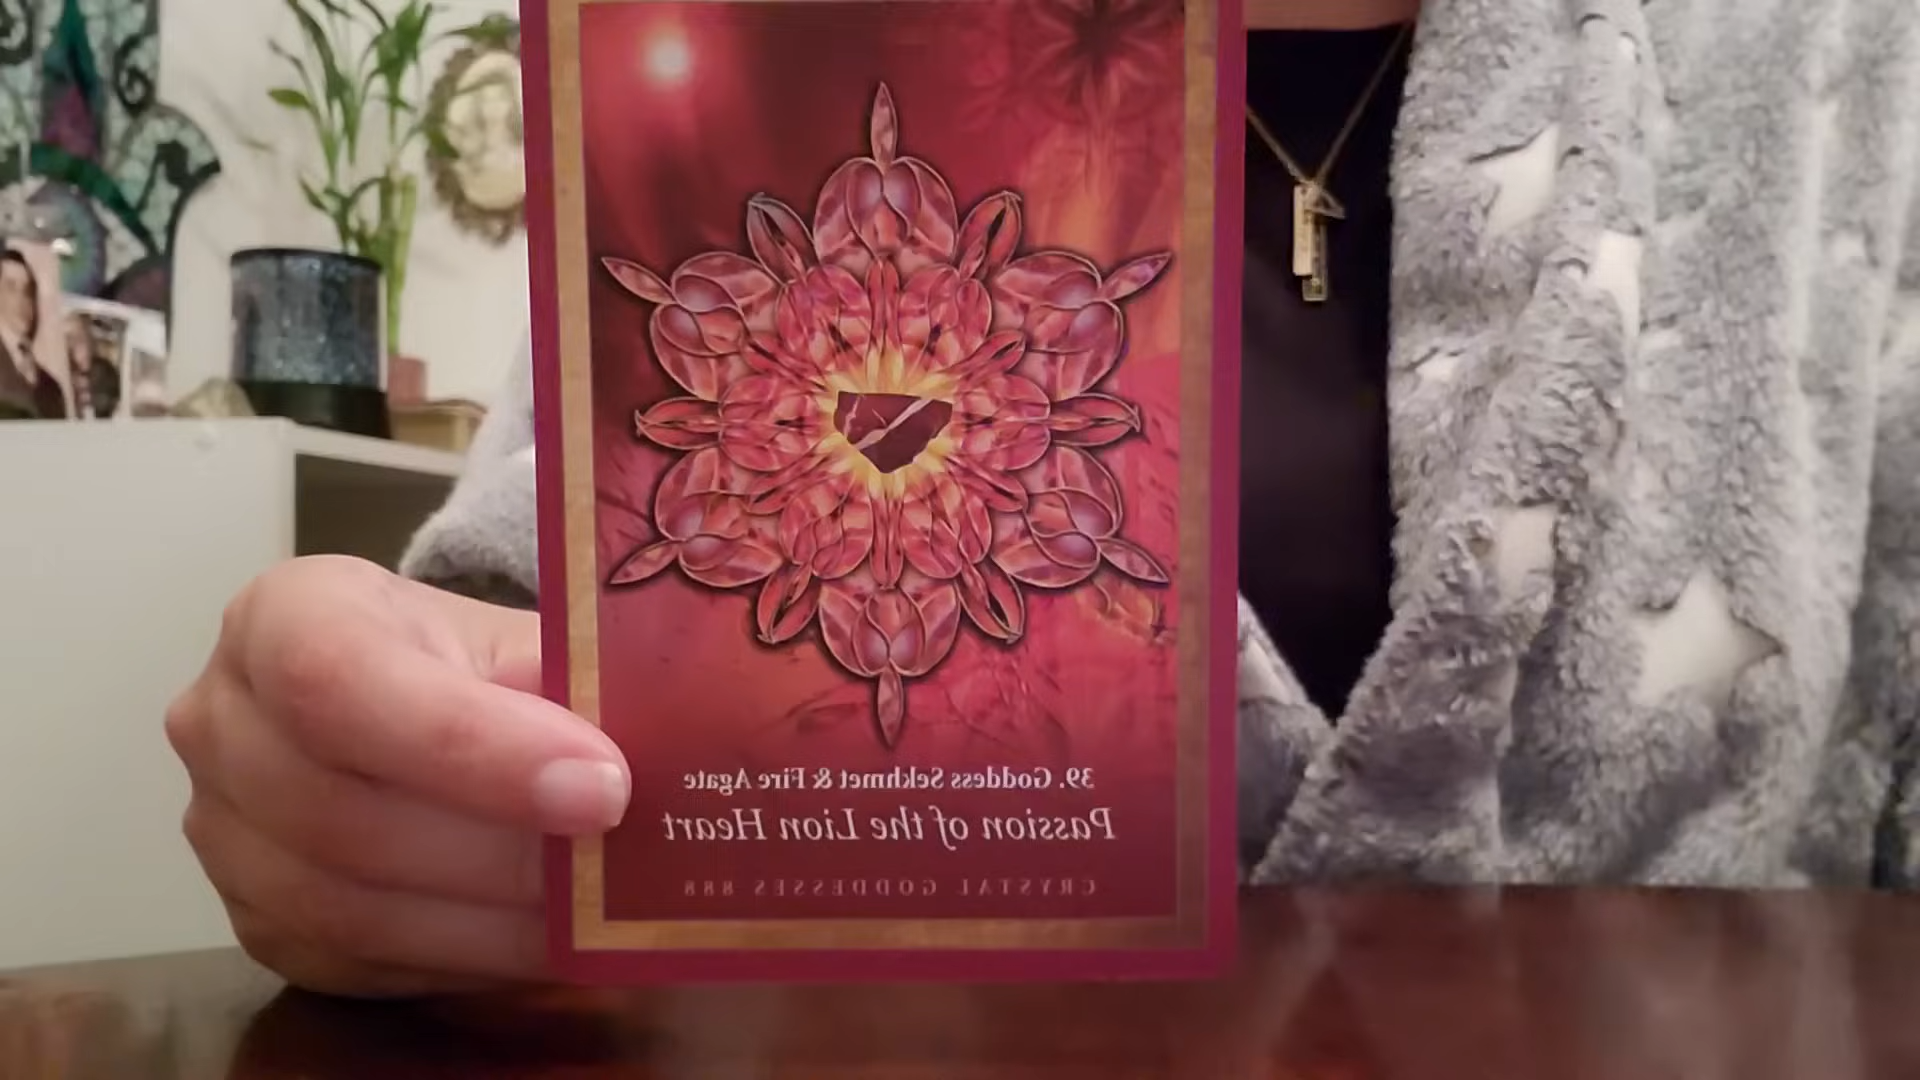 39. Goddess Sekhmet & Fire Agate
Passion of the Lion Heart
CRYSTAL GODDESSES 888